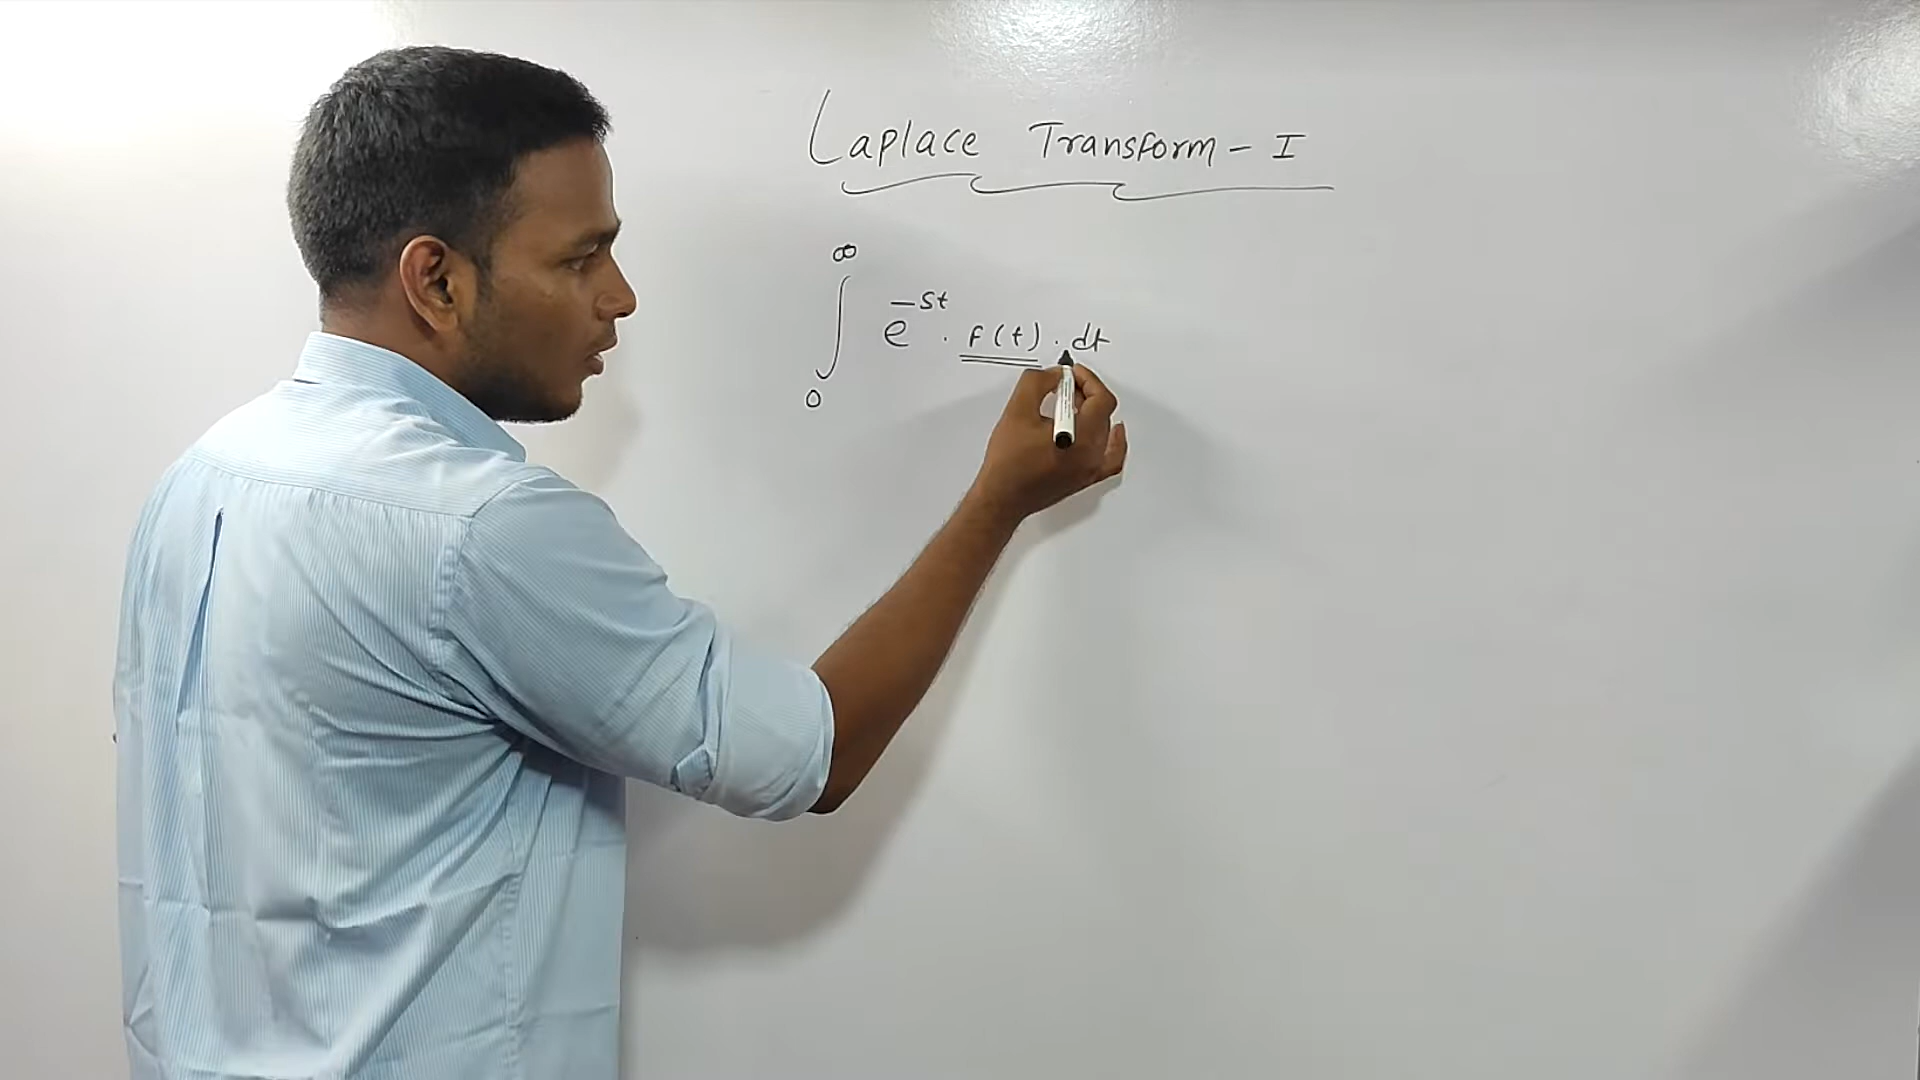 Laplace Transform - I
∞
∫ e^-st . f(t) . dt
0